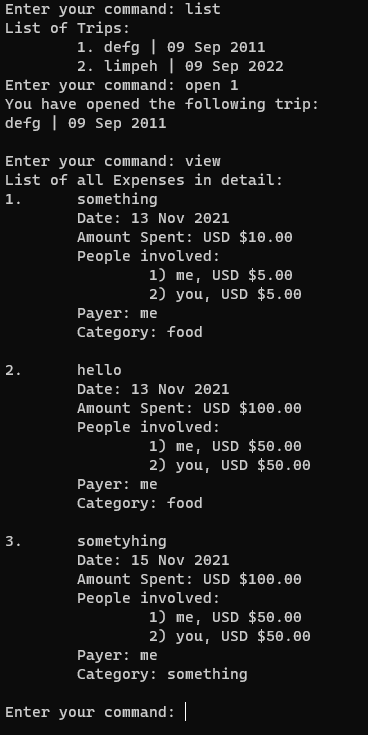 Enter your command: list
List of Trips:
1. defg | 09 Sep 2011
2. limpeh | 09 Sep 2022
Enter your command: open 1
You have opened the following trip:
defg | 09 Sep 2011
Enter your command: view
List of all Expenses in detail:
1. something
Date: 13 Nov 2021
Amount Spent: USD $10.00
People involved:
1) me, USD $5.00
2) you, USD $5.00
Payer: me
Category: food
2. hello
Date: 13 Nov 2021
Amount Spent: USD $100.00
People involved:
1) me, USD $50.00
2) you, USD $50.00
Payer: me
Category: food
3. sometyhing
Date: 15 Nov 2021
Amount Spent: USD $100.00
People involved:
1) me, USD $50.00
2) you, USD $50.00
Payer: me
Category: something
Enter your command: